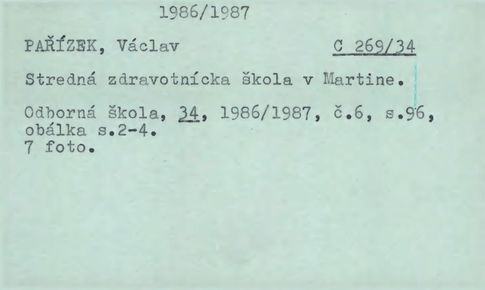 1986/1987
PAŘÍZEK, Václav C 269/34
Stredná zdravotnícka škola v Martine.
Odborná škola, 34, 1986/1987, č.6, s.96,
obálka s.2-4.
7 foto.